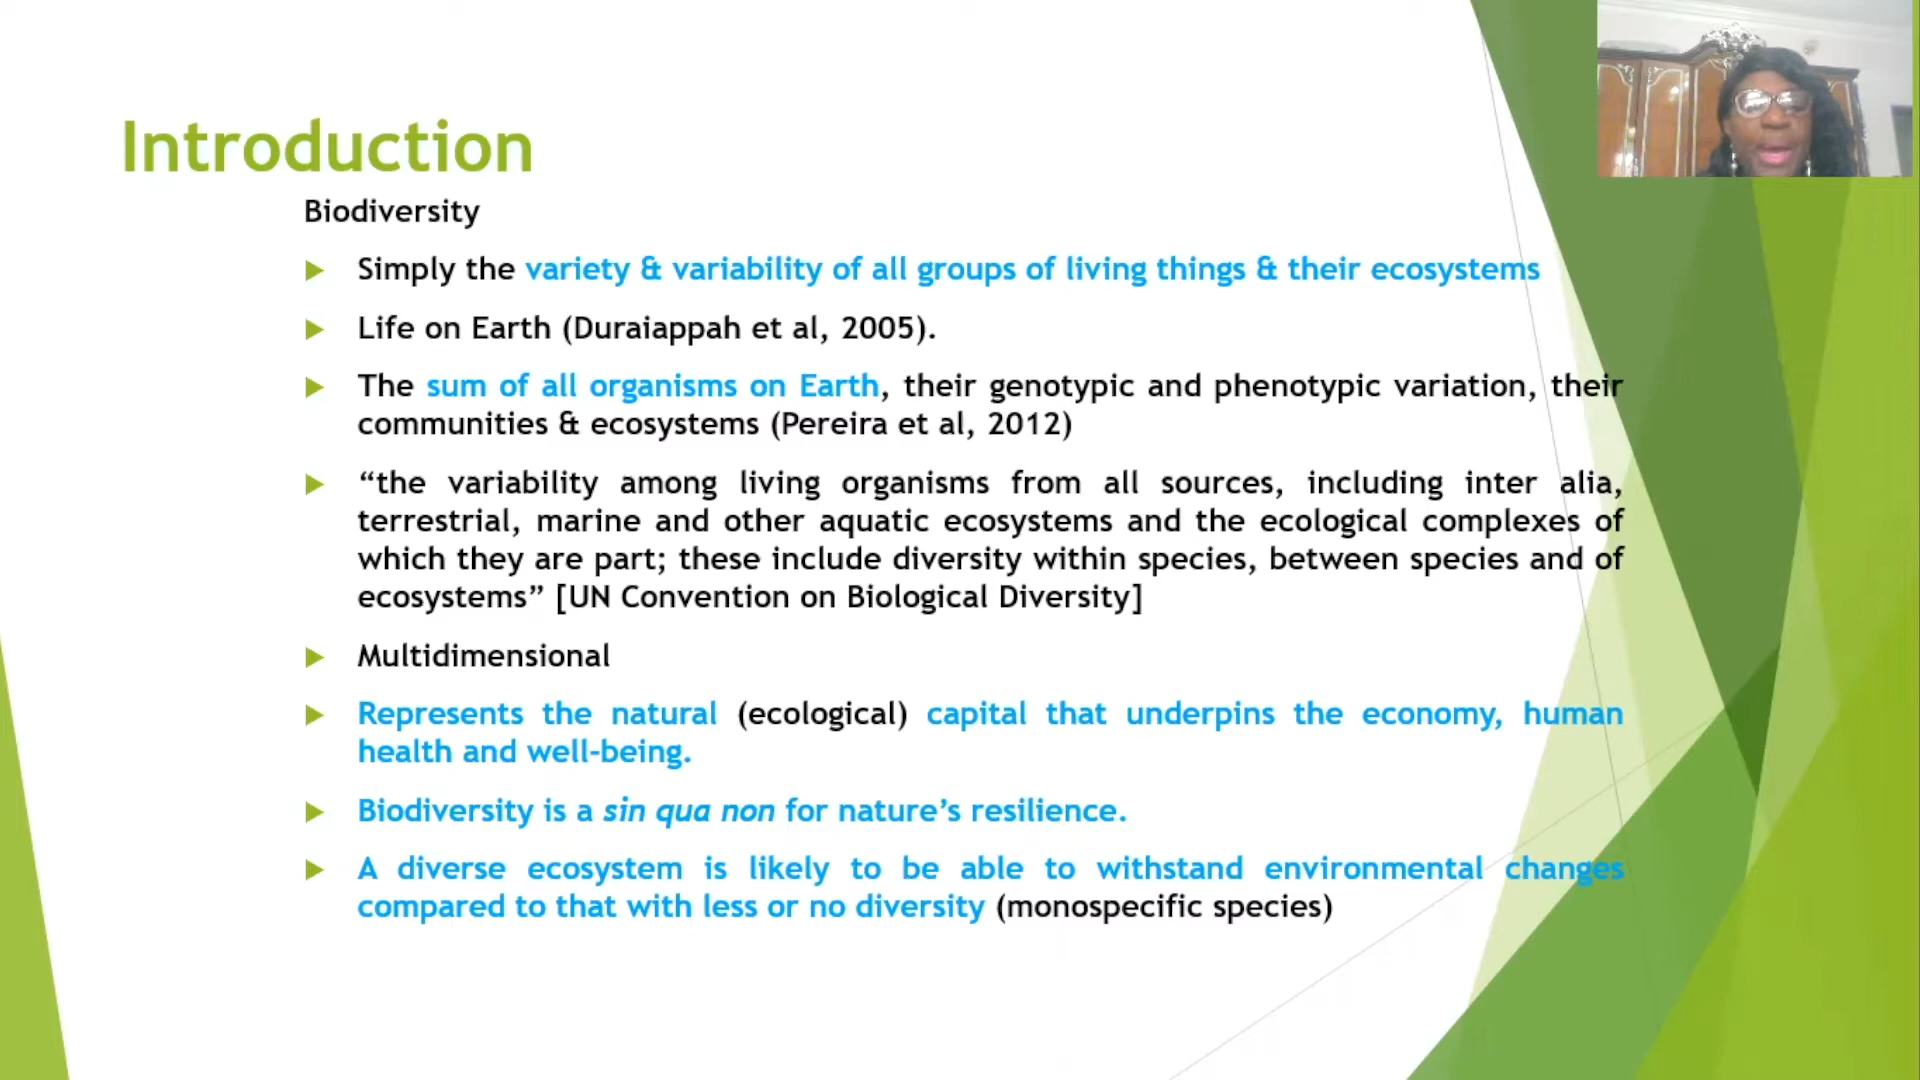 Introduction
Biodiversity
Simply the variety & variability of all groups of living things & their ecosystems
Life on Earth (Duraiappah et al, 2005).
The sum of all organisms on Earth, their genotypic and phenotypic variation, their
communities & ecosystems (Pereira et al, 2012)
“the variability among living organisms from all sources, including inter alia,
terrestrial, marine and other aquatic ecosystems and the ecological complexes of
which they are part; these include diversity within species, between species and of
ecosystems” [UN Convention on Biological Diversity]
Multidimensional
Represents the natural (ecological) capital that underpins the economy, human
health and well-being.
Biodiversity is a sin qua non for nature’s resilience.
A diverse ecosystem is likely to be able to withstand environmental changes
compared to that with less or no diversity (monospecific species)